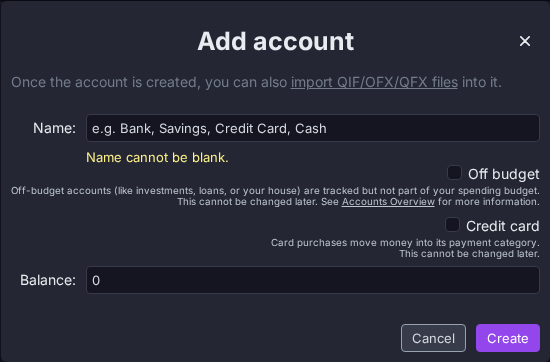 Add account
Once the account is created, you can also import QIF/OFX/QFX files into it.
Name:
e.g. Bank, Savings, Credit Card, Cash
Name cannot be blank.
Off budget
Off-budget accounts (like investments, loans, or your house) are tracked but not part of your spending budget.
This cannot be changed later. See Accounts Overview for more information.
Credit card
Card purchases move money into its payment category.
This cannot be changed later.
Balance:
0
Cancel
Create